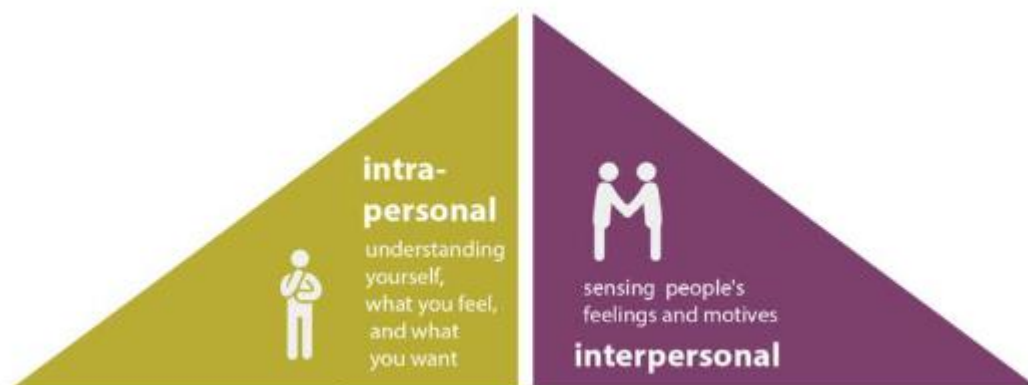 intra-
personal
understanding
yourself,
what you feel,
and what
you want
sensing people's
feelings and motives
interpersonal